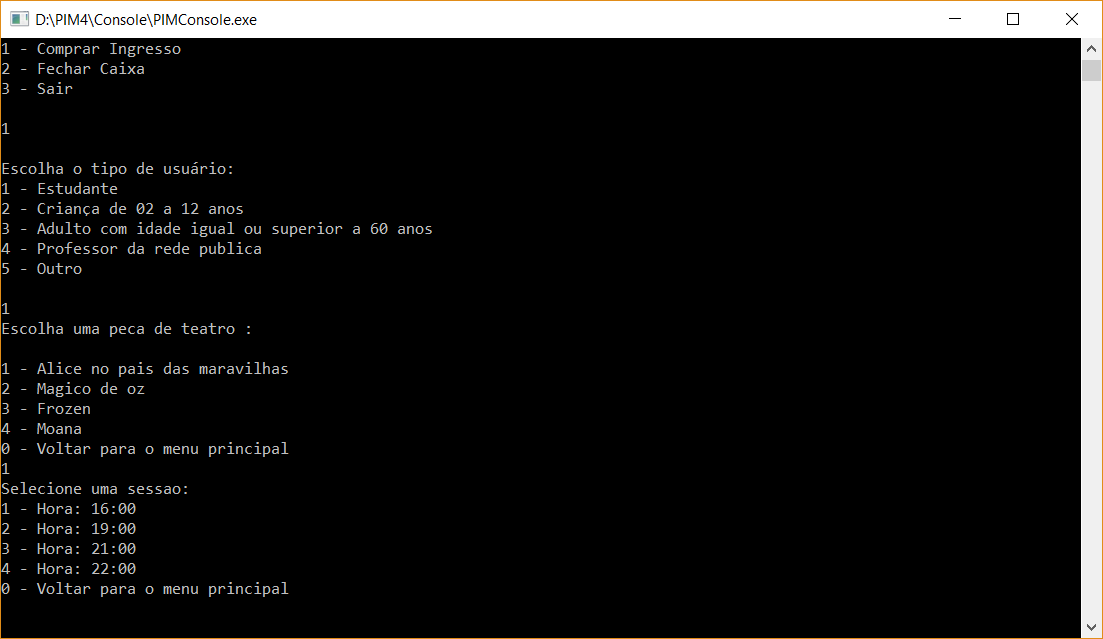 D:\PIM4\Console\PIMConsole.exe
1 - Comprar Ingresso
2 - Fechar Caixa
3 - Sair
1
Escolha o tipo de usuário:
1 - Estudante
2 - Criança de 02 a 12 anos
3 - Adulto com idade igual ou superior a 60 anos
4 - Professor da rede publica
5 - Outro
1
Escolha uma peca de teatro :
1 - Alice no pais das maravilhas
2 - Magico de oz
3 - Frozen
4 - Moana
0 - Voltar para o menu principal
1
Selecione uma sessao:
1 - Hora: 16:00
2 - Hora: 19:00
3 - Hora: 21:00
4 - Hora: 22:00
0 - Voltar para o menu principal